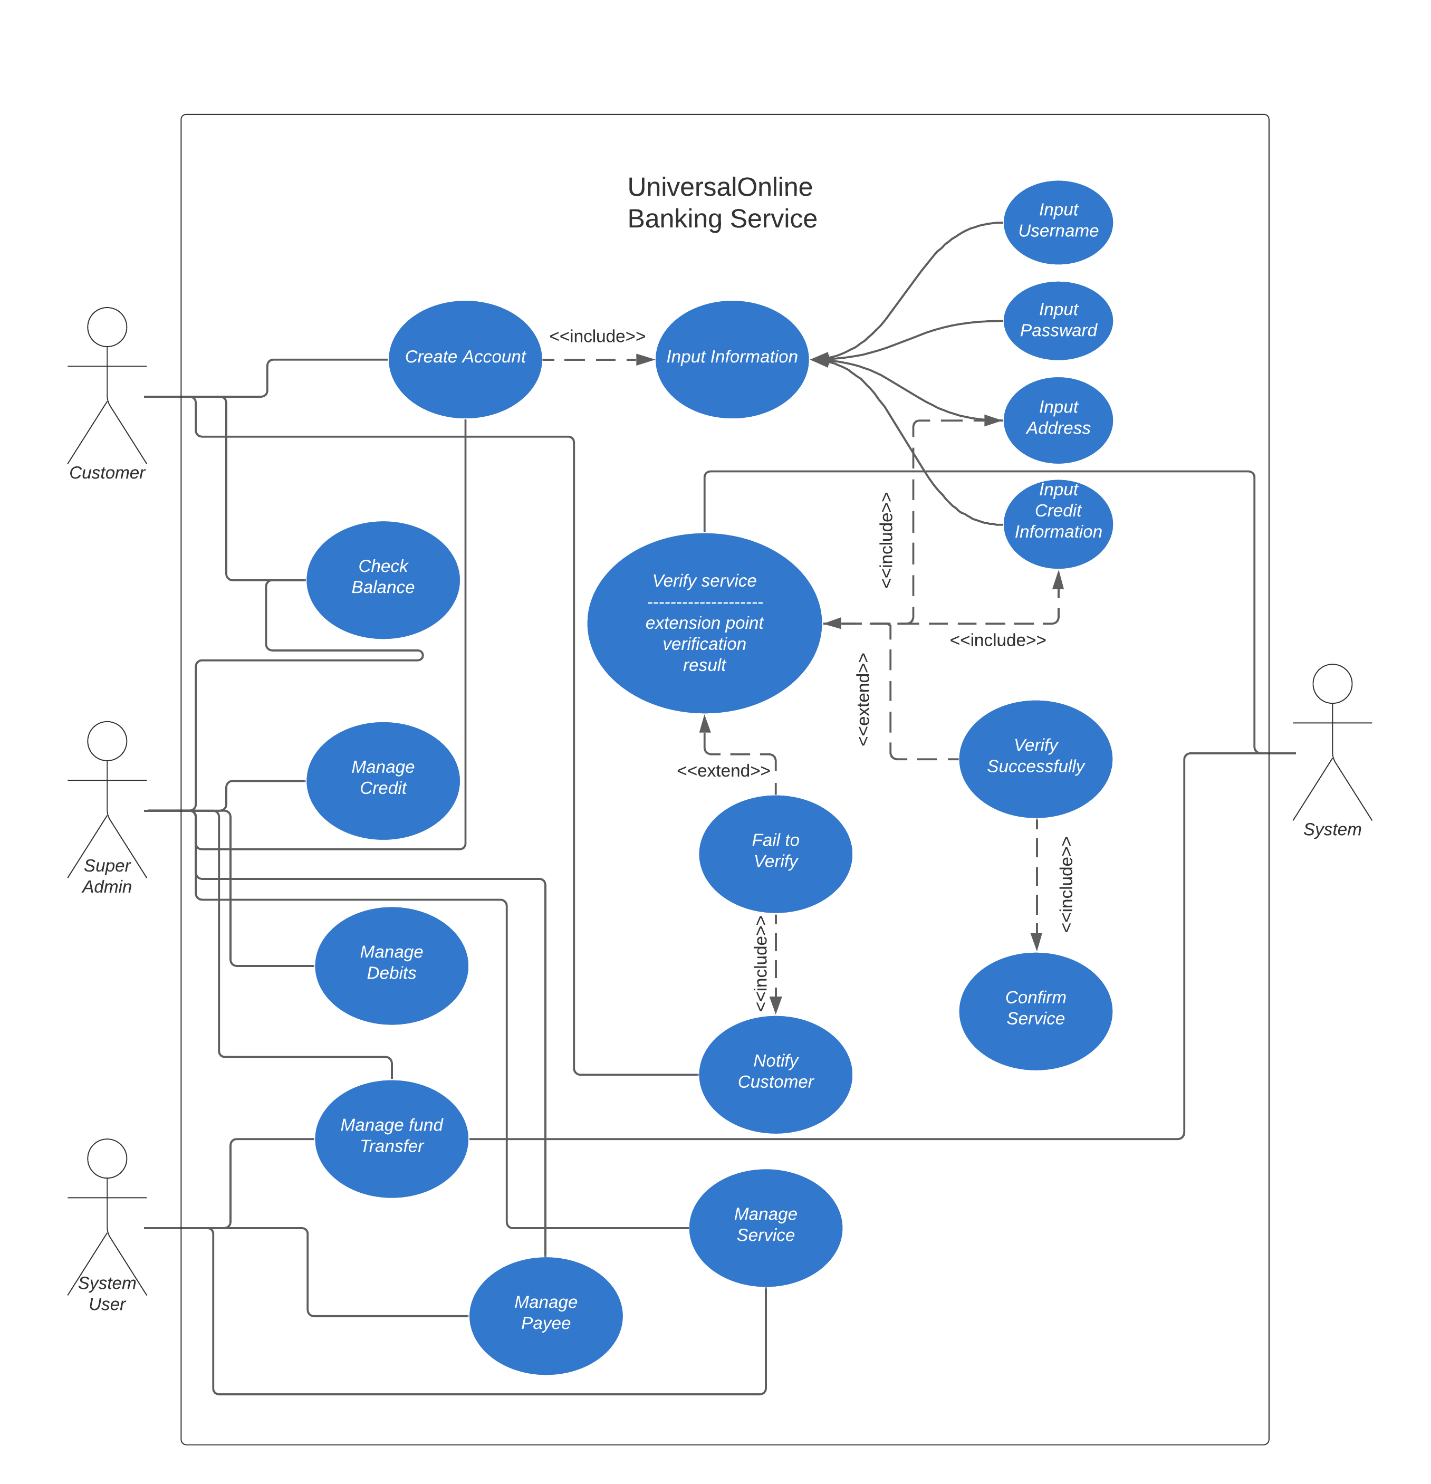 UniversalOnline
Banking Service
Input
Username
Input
Passward
<<include>>
Create Account
Input Information
Input
Address
Customer
Input
Credit
Information
<<include>>
Check
Balance
Verify service
--------------------
extension point
verification
result
<<include>>
<<extend>>
Verify
Successfully
Manage
Credit
<<extend>>
System
Fail to
Verify
Super
Admin
<<include>>
<<include>>
Manage
Debits
Confirm
Service
Notify
Customer
Manage fund
Transfer
Manage
Service
System
User
Manage
Payee